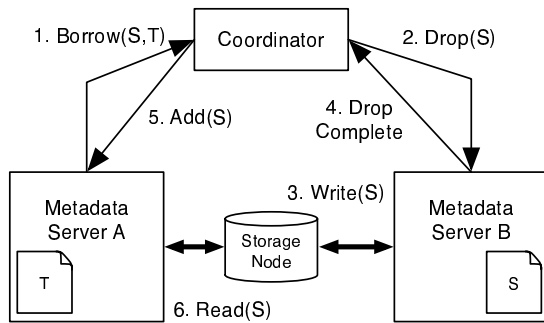 1. Borrow(S,T)
Coordinator
2. Drop(S)
5. Add(S)
4. Drop
Complete
Metadata
Server A
T
3. Write(S)
Storage
Node
6. Read(S)
Metadata
Server B
S